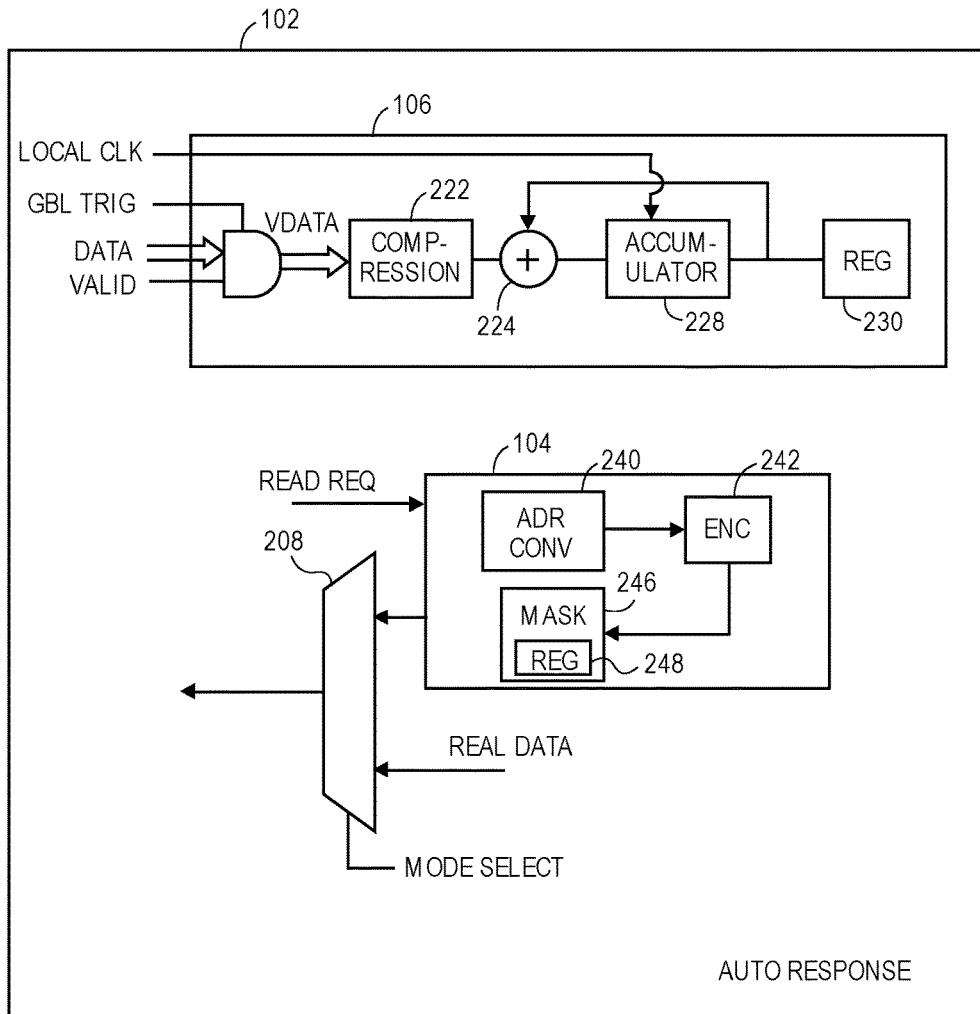 102
106
LOCAL CLK
GBL TRIG
VDATA
DATA
VALID
222
COMP-
RESSION
+
224
ACCUM-
ULATOR
228
REG
230
104
240
242
READ REQ
ADR
CONV
ENC
208
246
MASK
REG
248
REAL DATA
MODE SELECT
AUTO RESPONSE